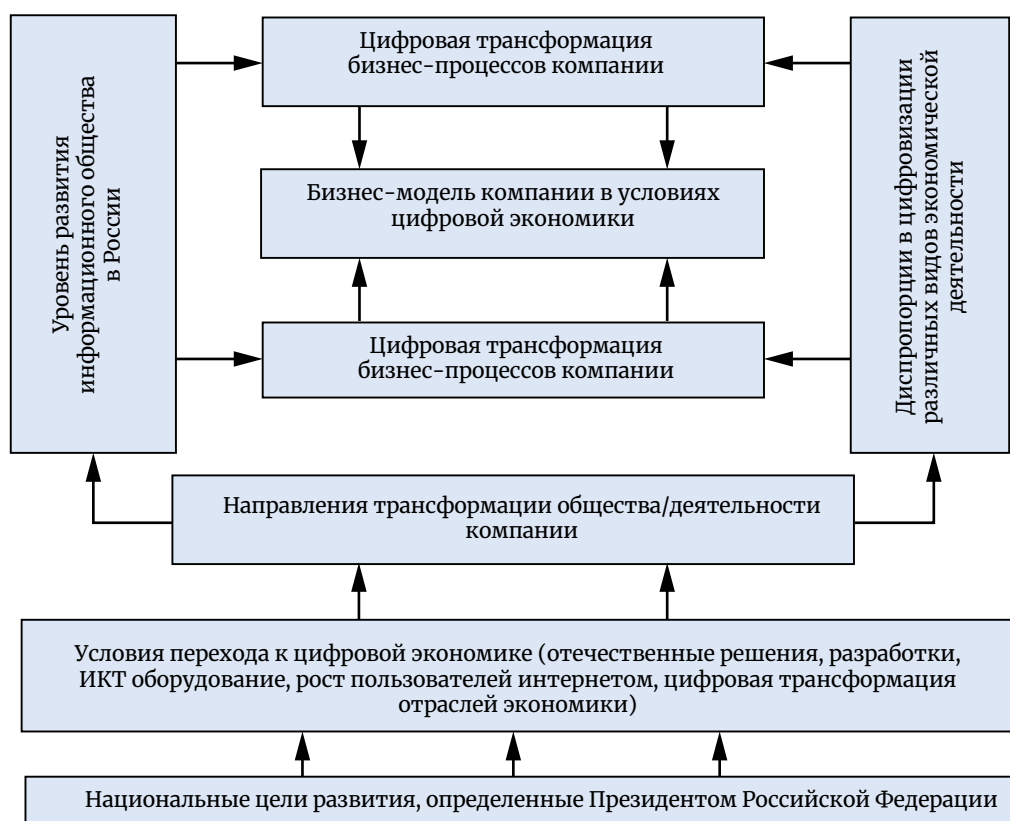 Цифровая трансформация
бизнес-процессов компании
Уровень развития
информационного общества
в России
Диспропорции в цифровизации
различных видов экономической
деятельности
Бизнес-модель компании в условиях
цифровой экономики
Цифровая трансформация
бизнес-процессов компании
Направления трансформации общества/деятельности
компании
Условия перехода к цифровой экономике (отечественные решения, разработки,
ИКТ оборудование, рост пользователей интернетом, цифровая трансформация
отраслей экономики)
Национальные цели развития, определенные Президентом Российской Федерации